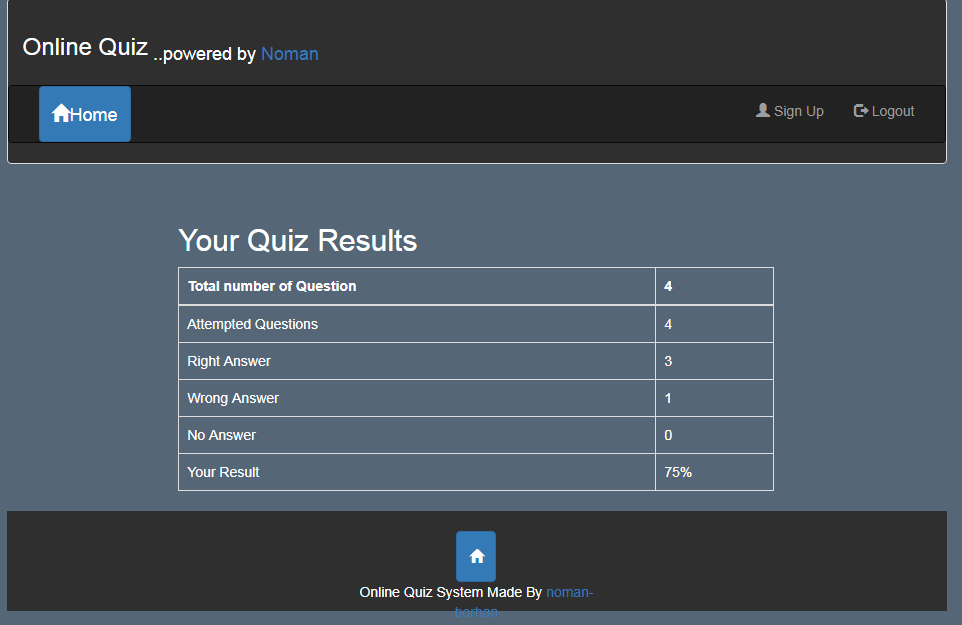 Online Quiz ..powered by Noman
Home
Sign Up
Logout
Your Quiz Results
Total number of Question 4
Attempted Questions 4
Right Answer 3
Wrong Answer 1
No Answer 0
Your Result 75%
Online Quiz System Made By noman-
borhan